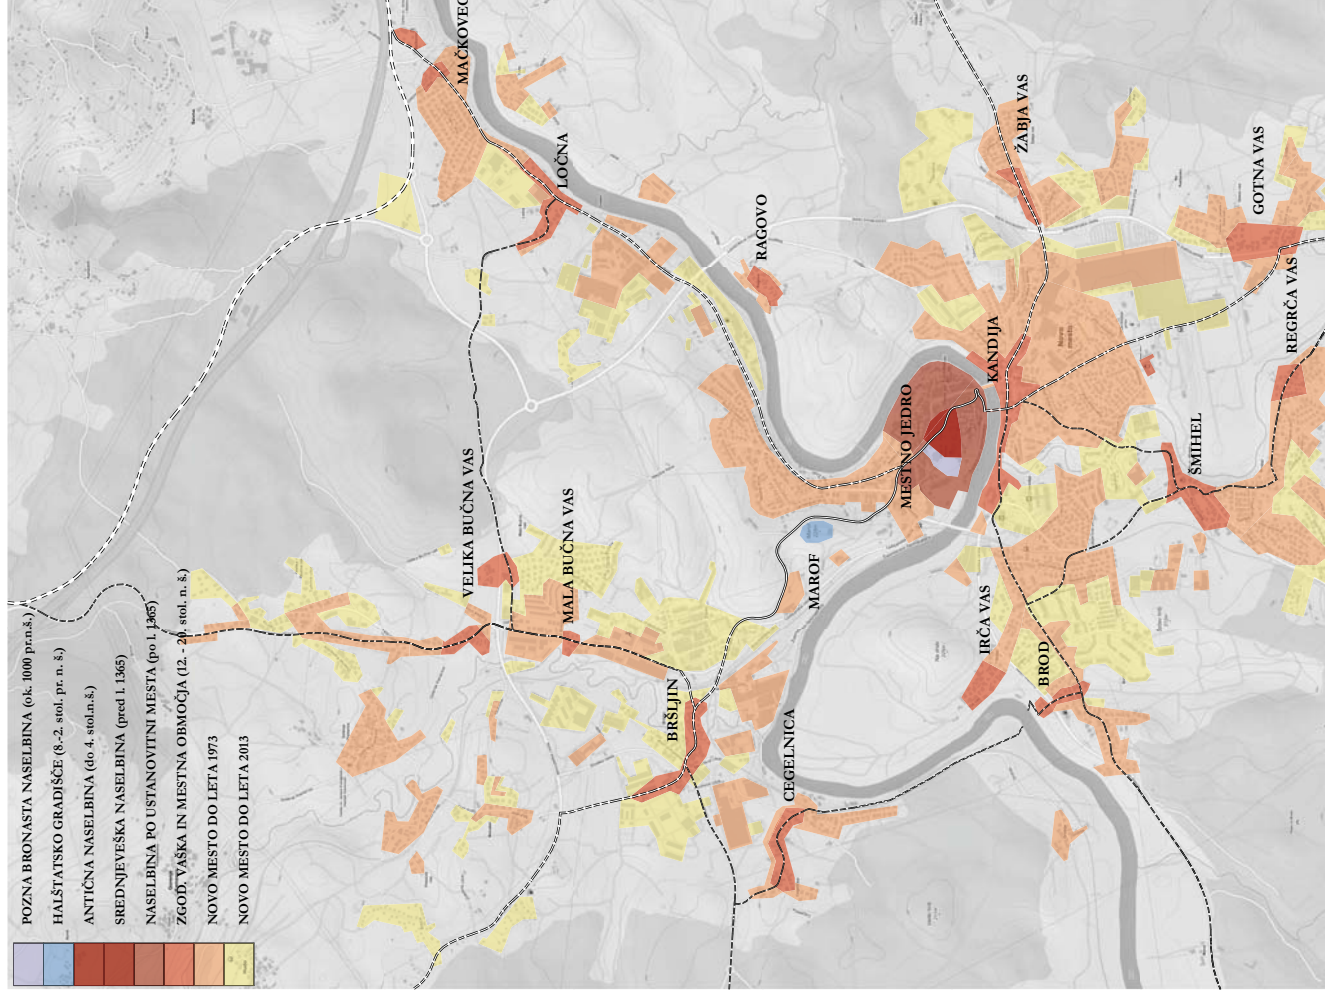 POZNA BRONASTA NASELBINA (ok. 1000 pr.n.š.)
HALŠTATSKO GRADIŠČE (8.-2. stol. pr. n. š.)
ANTIČNA NASELBINA (do 4. stol.n.š.)
SREDNJEVEŠKA NASELBINA (pred l. 1365)
NASELBINA PO USTANOVITNI MESTA (po l. 1365)
ZGOD. VAŠKA IN MESTNA OBMOČJA (12. - 20. stol. n. š.)
NOVO MESTO DO LETA 1973
NOVO MESTO DO LETA 2013
MAČKOVEC
LOČNA
RAGOVO
ŽABJA VAS
GOTNA VAS
REGRČA VAS
KANDIJA
MESTNO JEDRO
ŠMIHEL
VELIKA BUČNA VAS
MALA BUČNA VAS
MAROF
IRČA VAS
BROD
BRŠLJIN
CEGELNICA
Novo
mesto